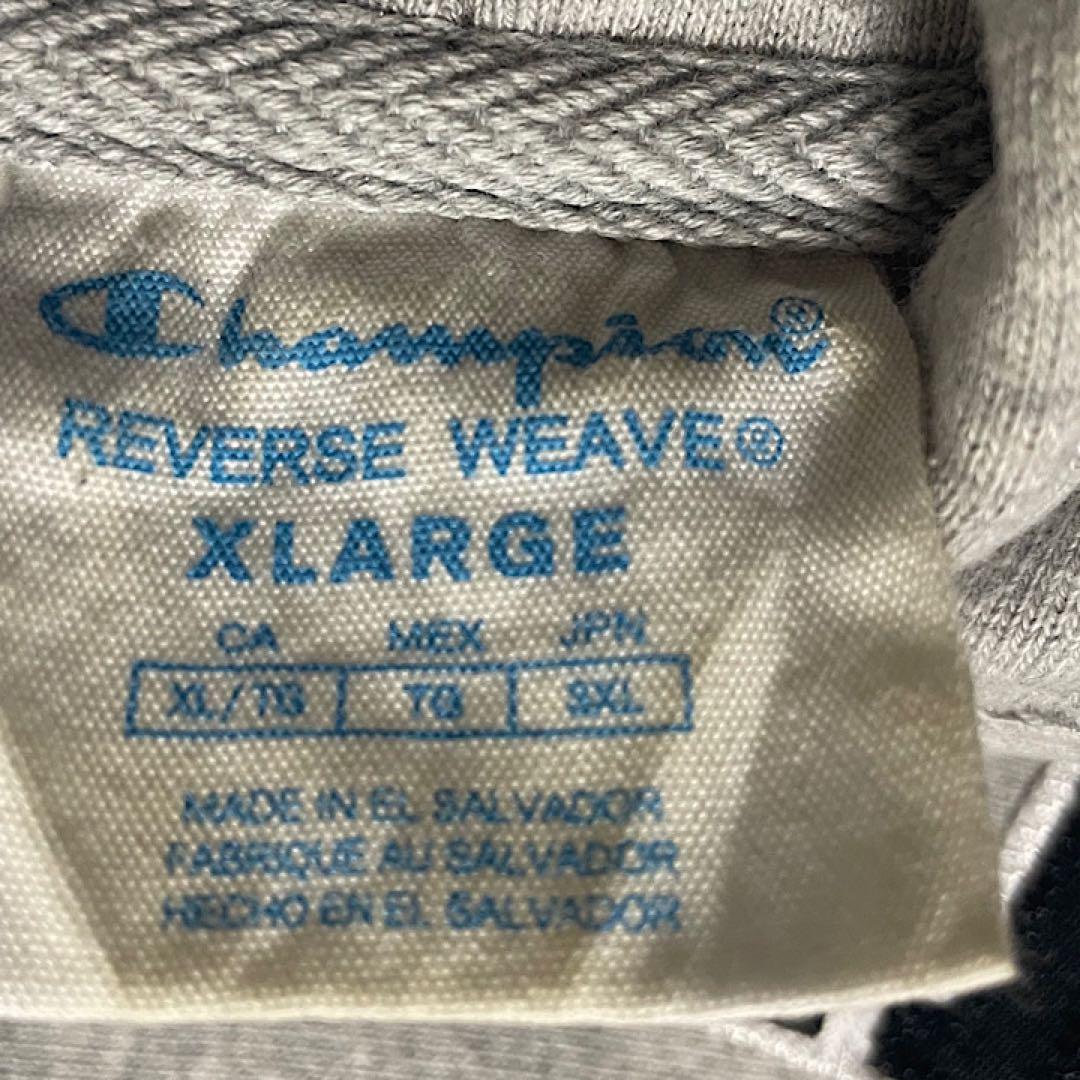 Champion®
REVERSE WEAVE®
XLARGE
CA MEX JPN
XL/TG TG 3XL
MADE IN EL SALVADOR
FABRIQUE AU SALVADOR
HECHO EN EL SALVADOR